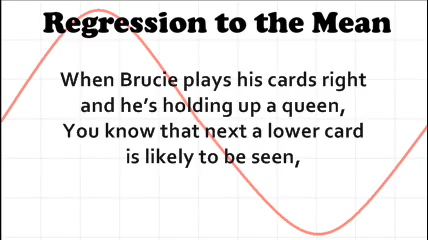 Regression to the Mean
When Brucie plays his cards right
and he's holding up a queen,
You know that next a lower card
is likely to be seen,